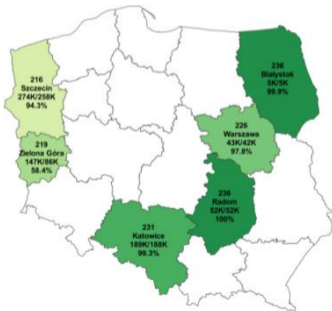 216
Szczecin
274K/258K
94.3%
236
Białystok
5K/5K
99.9%
219
Zielona Góra
147K/86K
58.4%
226
Warszawa
43K/42K
97.8%
236
Radom
52K/52K
100%
231
Katowice
189K/188K
99.3%